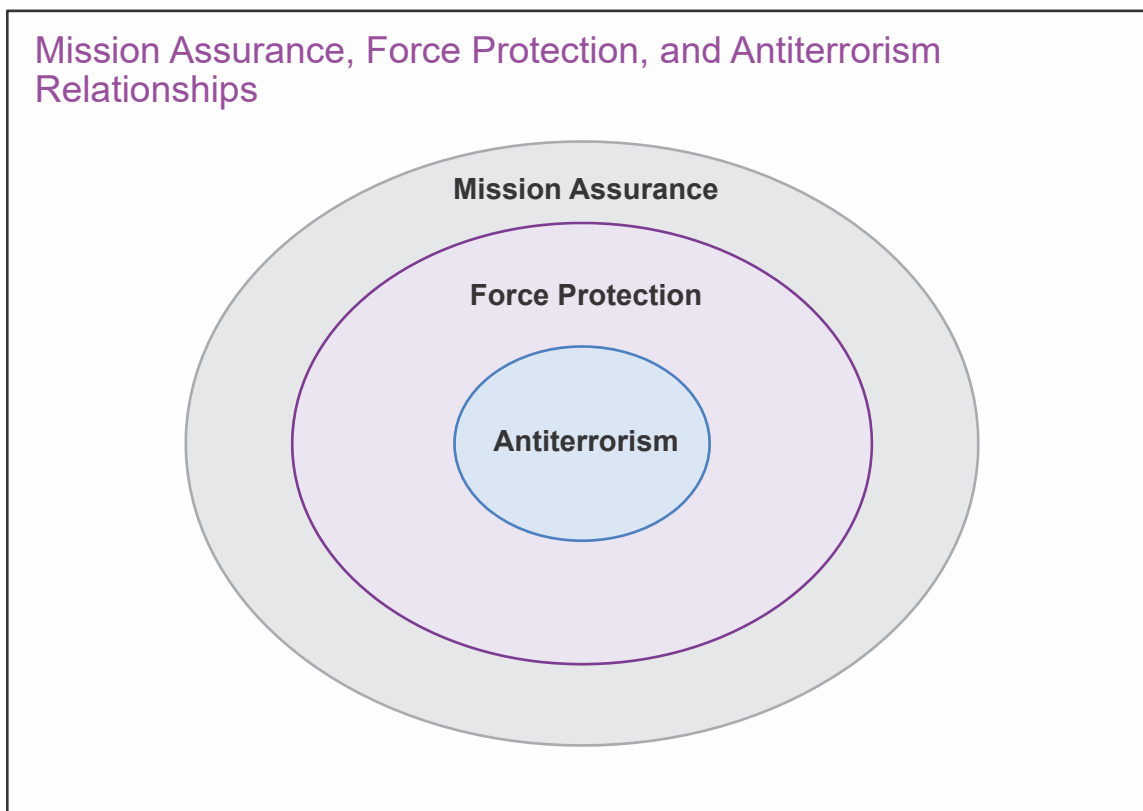 Mission Assurance, Force Protection, and Antiterrorism
Relationships
Mission Assurance
Force Protection
Antiterrorism